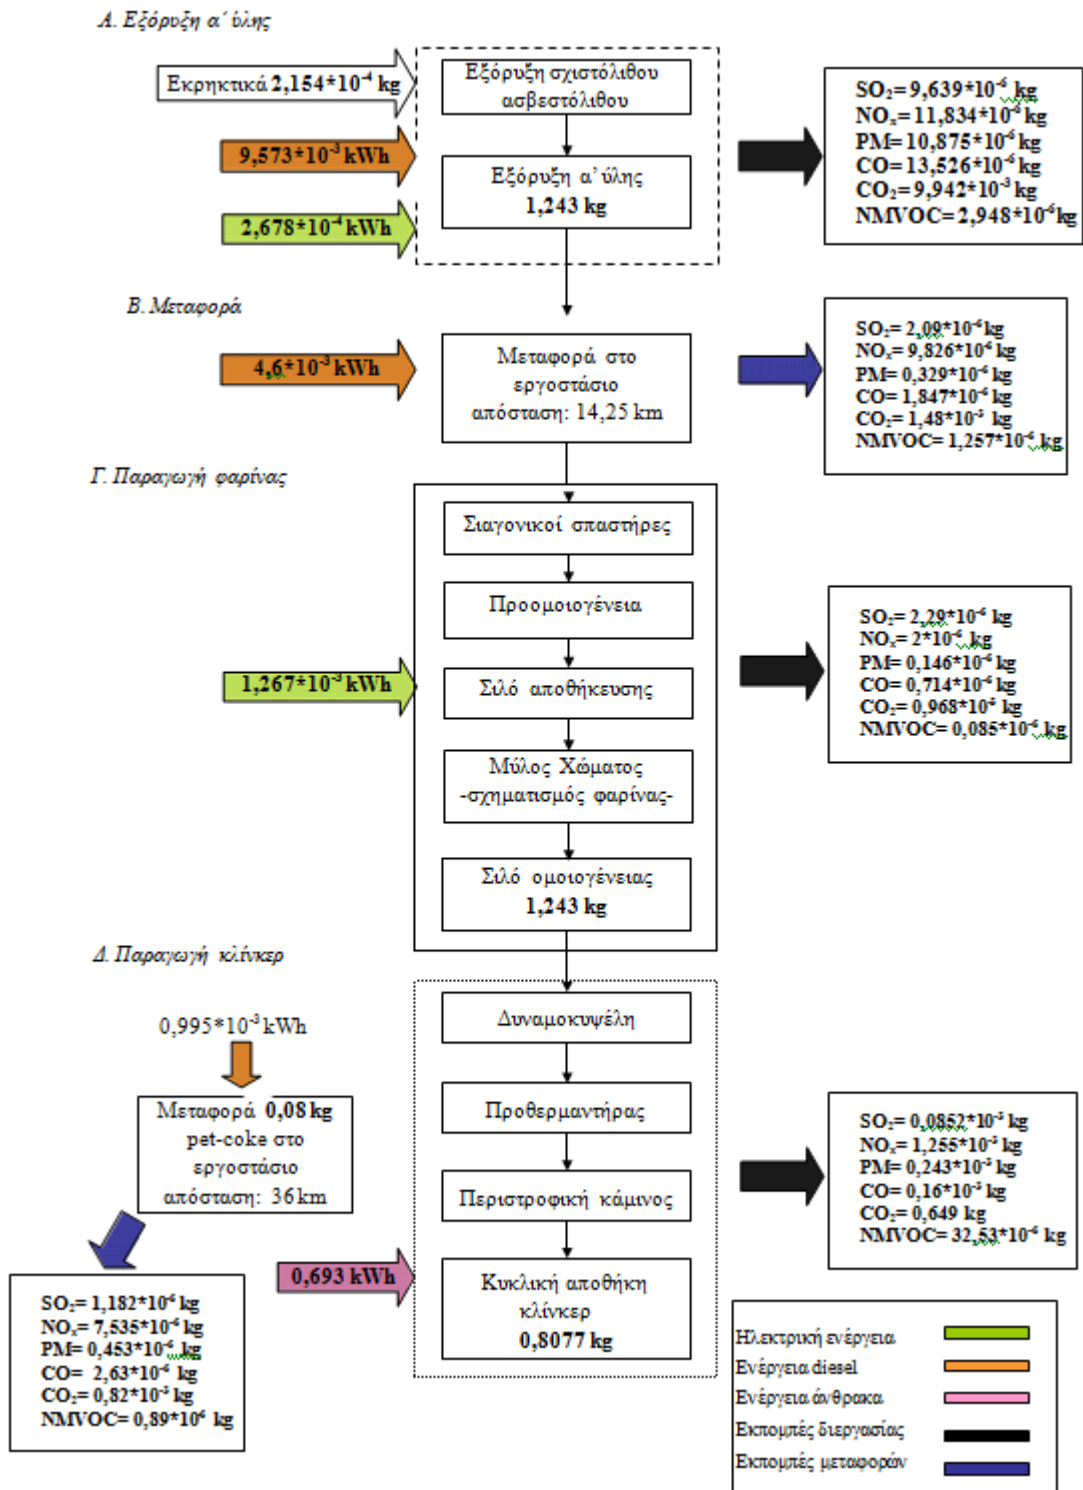 Α. Εξόρυξη α΄ ύλης
Εκρηκτικά 2,154*10⁻⁴ kg
9,573*10⁻³ kWh
2,678*10⁻⁴ kWh
Εξόρυξη σχιστόλιθου
ασβεστόλιθου
Εξόρυξη α΄ ύλης
1,243 kg
SO₂= 9,639*10⁻⁶ kg
NOₓ= 11,834*10⁻⁶ kg
PM= 10,875*10⁻⁶ kg
CO= 13,526*10⁻⁶ kg
CO₂= 9,942*10⁻³ kg
NMVOC= 2,948*10⁻⁶ kg
Β. Μεταφορά
4,6*10⁻³ kWh
Μεταφορά στο
εργοστάσιο
απόσταση: 14,25 km
SO₂= 2,09*10⁻⁶ kg
NOₓ= 9,826*10⁻⁶ kg
PM= 0,329*10⁻⁶ kg
CO= 1,847*10⁻⁶ kg
CO₂= 1,48*10⁻³ kg
NMVOC= 1,257*10⁻⁶ kg
Γ. Παραγωγή φαρίνας
1,267*10⁻³ kWh
Σιαγονικοί σπαστήρες
Προομοιογένεια
Σιλό αποθήκευσης
Μύλος Χώματος
-σχηματισμός φαρίνας-
Σιλό ομοιογένειας
1,243 kg
SO₂= 2,29*10⁻⁶ kg
NOₓ= 2*10⁻⁶ kg
PM= 0,146*10⁻⁶ kg
CO= 0,714*10⁻⁶ kg
CO₂= 0,968*10⁻³ kg
NMVOC= 0,085*10⁻⁶ kg
Δ. Παραγωγή κλίνκερ
0,995*10⁻³ kWh
Μεταφορά 0,08 kg
pet-coke στο
εργοστάσιο
απόσταση: 36 km
SO₂= 1,182*10⁻⁶ kg
NOₓ= 7,535*10⁻⁶ kg
PM= 0,453*10⁻⁶ kg
CO= 2,63*10⁻⁶ kg
CO₂= 0,82*10⁻³ kg
NMVOC= 0,89*10⁶ kg
0,693 kWh
Δυναμοκυψέλη
Προθερμαντήρας
Περιστροφική κάμινος
Κυκλική αποθήκη
κλίνκερ
0,8077 kg
SO₂= 0,0852*10⁻³ kg
NOₓ= 1,255*10⁻³ kg
PM= 0,243*10⁻³ kg
CO= 0,16*10⁻³ kg
CO₂= 0,649 kg
NMVOC= 32,53*10⁻⁶ kg
Ηλεκτρική ενέργεια
Ενέργεια diesel
Ενέργεια άνθρακα
Εκπομπές διεργασίας
Εκπομπές μεταφορών